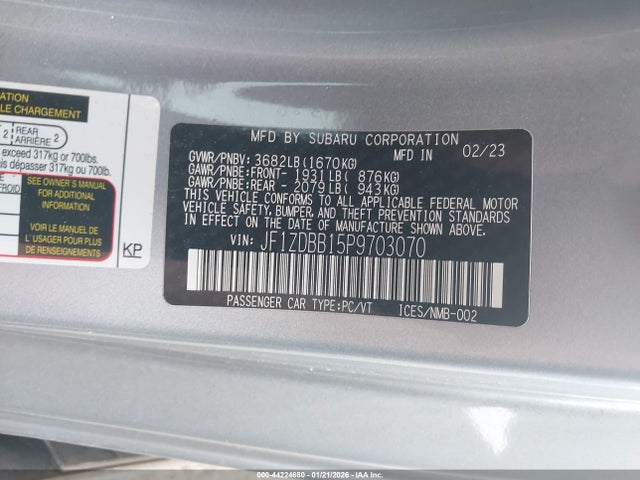 ATION
LE CHARGEMENT
2 REAR ARRIÈRE 2
exceed 317kg or 700lbs.
is dépasser 317kg ou 700lb.
SEE OWNER'S MANUAL
FOR ADDITIONAL
INFORMATION
VOIR LE MANUEL DE
L' USAGER POUR PLUS
DE RENSEIGNEMENTS
KP
MFD BY SUBARU CORPORATION
GVWR/PNBV: 3682LB(1670KG) MFD IN 02/23
GAWR/PNBE:FRONT- 1931LB( 876KG)
GAWR/PNBE:REAR - 2079LB( 943KG)
THIS VEHICLE CONFORMS TO ALL APPLICABLE FEDERAL MOTOR
VEHICLE SAFETY, BUMPER, AND THEFT PREVENTION STANDARDS
IN EFFECT ON THE DATE OF MANUFACTURE SHOWN ABOVE.
VIN: JF1ZDBB15P9703070
PASSENGER CAR TYPE:PC/VT ICES/NMB-002
000-44224680 - 01/21/2026 - IAAI.COM